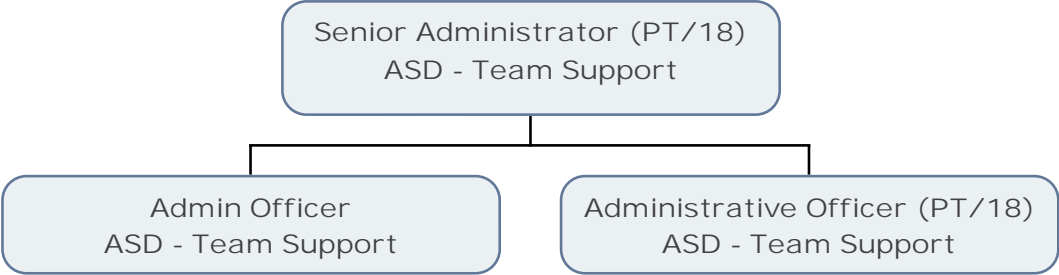 Senior Administrator (PT/18)
ASD - Team Support
Admin Officer
ASD - Team Support
Administrative Officer (PT/18)
ASD - Team Support